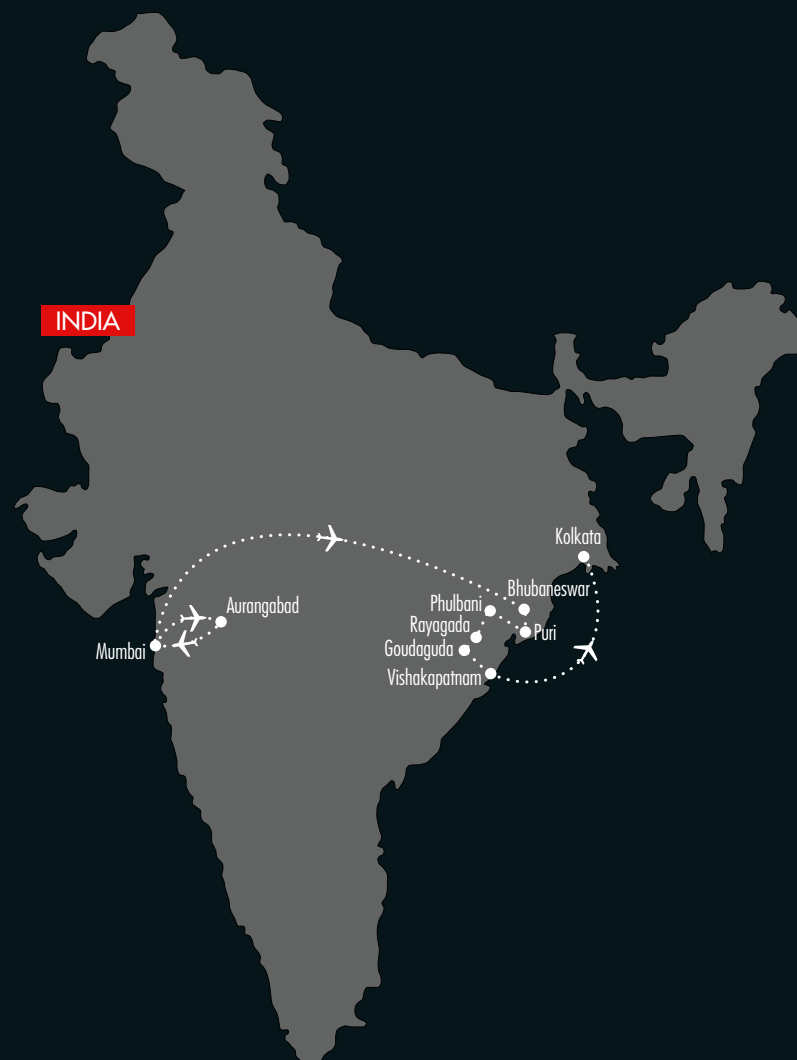 INDIA
Kolkata
Bhubaneswar
Phulbani
Aurangabad
Rayagada
Puri
Goudaguda
Mumbai
Vishakapatnam